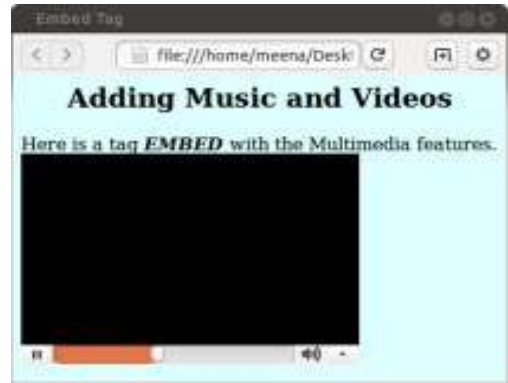 Embed Tag
file:///home/meena/Desk
Adding Music and Videos
Here is a tag EMBED with the Multimedia features.